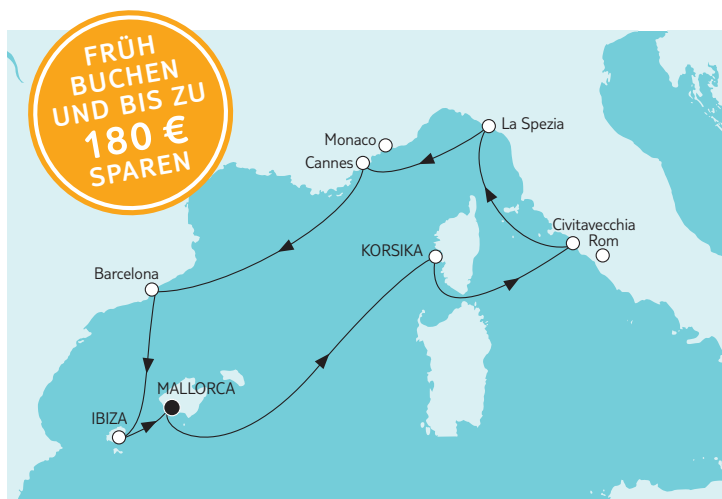 FRÜH
BUCHEN
UND BIS ZU
180 €
SPAREN
La Spezia
Monaco
Cannes
Civitavecchia
Rom
KORSIKA
Barcelona
MALLORCA
IBIZA